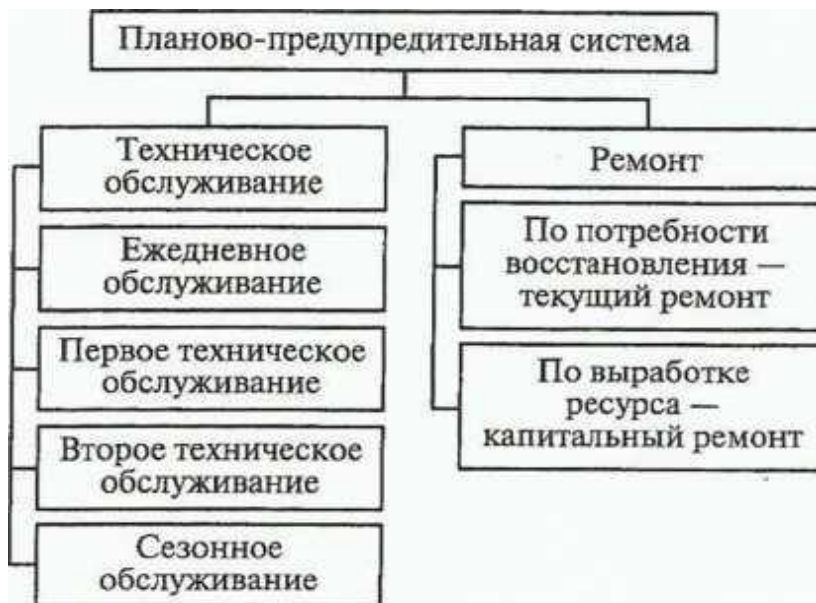 Планово-предупредительная система
Техническое
обслуживание
Ежедневное
обслуживание
Первое техническое
обслуживание
Второе техническое
обслуживание
Сезонное
обслуживание
Ремонт
По потребности
восстановления —
текущий ремонт
По выработке
ресурса —
капитальный ремонт